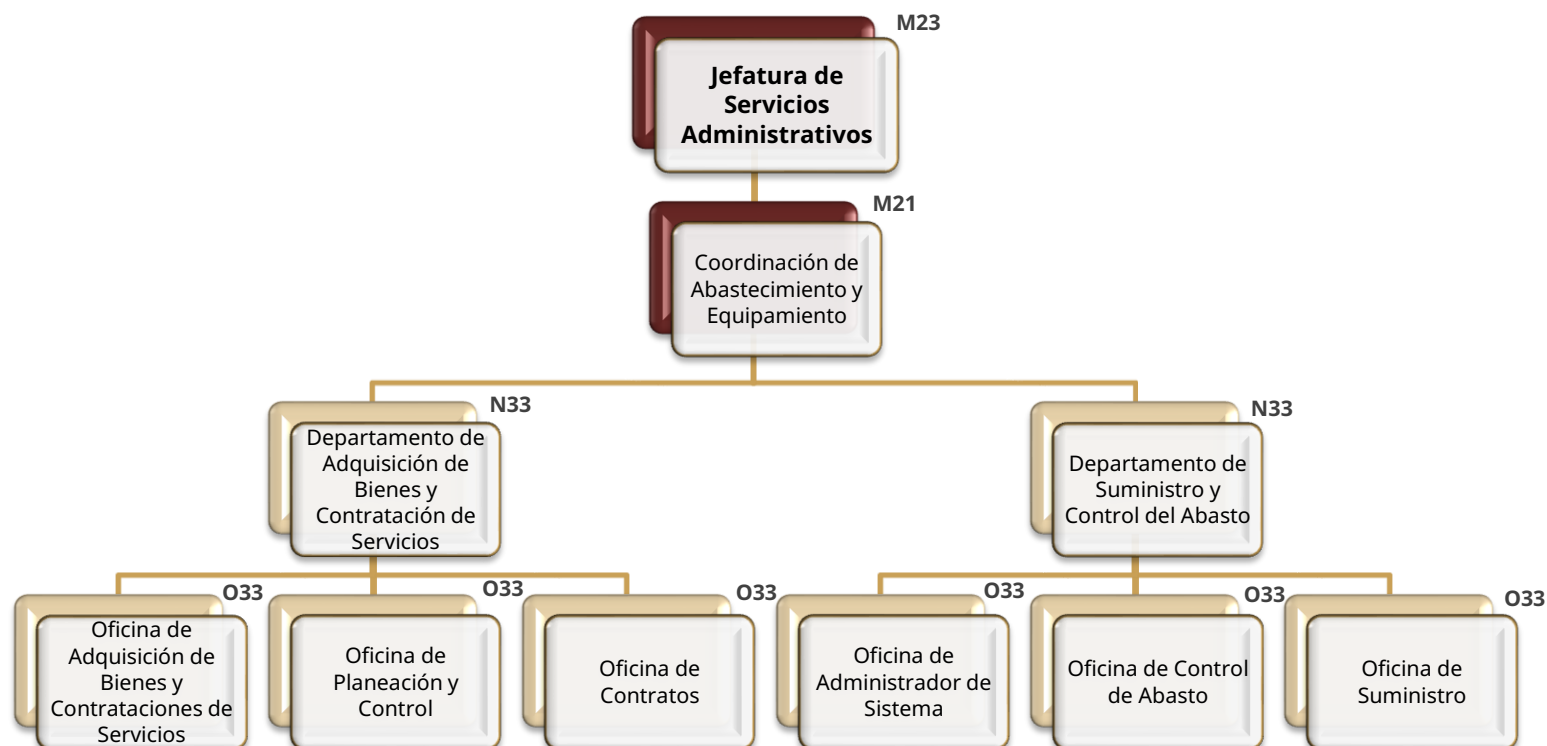 M23
Jefatura de
Servicios
Administrativos
M21
Coordinación de
Abastecimiento y
Equipamiento
N33
Departamento de
Adquisición de
Bienes y
Contratación de
Servicios
N33
Departamento de
Suministro y
Control del Abasto
O33
Oficina de
Adquisición de
Bienes y
Contrataciones de
Servicios
O33
Oficina de
Planeación y
Control
O33
Oficina de
Contratos
O33
Oficina de
Administrador de
Sistema
O33
Oficina de Control
de Abasto
O33
Oficina de
Suministro